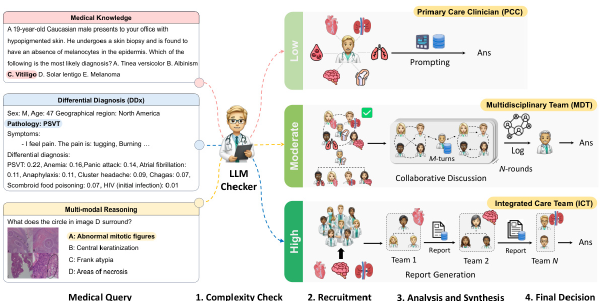 Medical Knowledge
A 19-year-old Caucasian male presents to your office with
hypopigmented skin. He undergoes a skin biopsy and is found to
have an absence of melanocytes in the epidermis. Which of the
following is the most likely diagnosis? A. Tinea versicolor B. Albinism
C. Vitiligo D. Solar lentigo E. Melanoma
Differential Diagnosis (DDx)
Sex: M, Age: 47 Geographical region: North America
Pathology: PSVT
Symptoms:
- I feel pain. The pain is: tugging, Burning ...
Differential diagnosis:
PSVT: 0.22, Anemia: 0.16,Panic attack: 0.14, Atrial fibrillation:
0.11, Anaphylaxis: 0.11, Cluster headache: 0.09, Chagas: 0.07,
Scombroid food poisoning: 0.07, HIV (initial infection): 0.01
Multi-modal Reasoning
What does the circle in image D surround?
A: Abnormal mitotic figures
B: Central keratinization
C: Frank atypia
D: Areas of necrosis
Medical Query
LLM
Checker
1. Complexity Check
Low
Primary Care Clinician (PCC)
Prompting
Ans
Moderate
Multidisciplinary Team (MDT)
M-turns
Collaborative Discussion
Log
N-rounds
Ans
High
Integrated Care Team (ICT)
Team 1
Report
Team 2
Report
Team N
Ans
Report Generation
2. Recruitment
3. Analysis and Synthesis
4. Final Decision